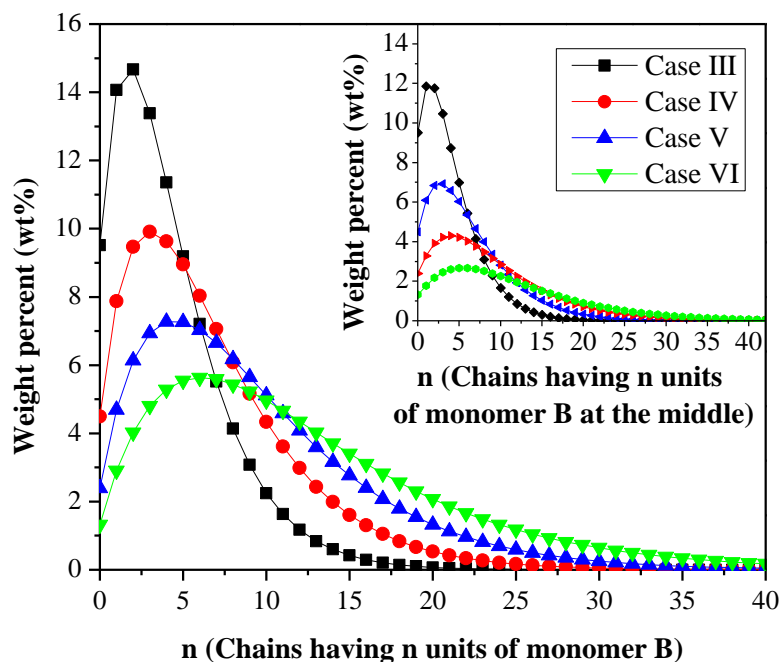 16
14
12
10
8
6
4
2
0
Weight percent (wt%)
0 5 10 15 20 25 30 35 40
n (Chains having n units of monomer B)
14
12
10
8
6
4
2
0
Weight percent (wt%)
0 5 10 15 20 25 30 35 40
n (Chains having n units
of monomer B at the middle)
Case III
Case IV
Case V
Case VI